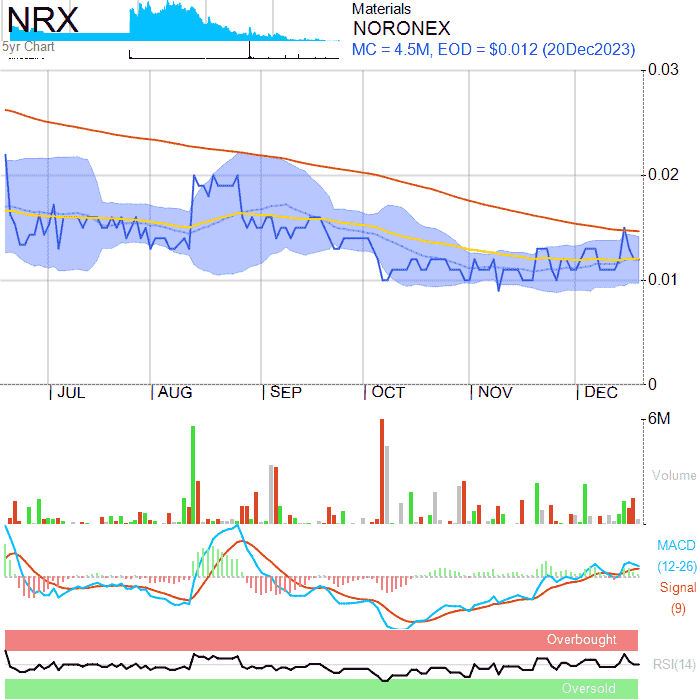 NRX
5yr Chart
Materials
NORONEX
MC = 4.5M, EOD = $0.012 (20Dec2023)
0.03
0.02
0.01
0
JUL
AUG
SEP
OCT
NOV
DEC
6M
Volume
MACD
(12-26)
Signal
(9)
Overbought
RSI(14)
Oversold